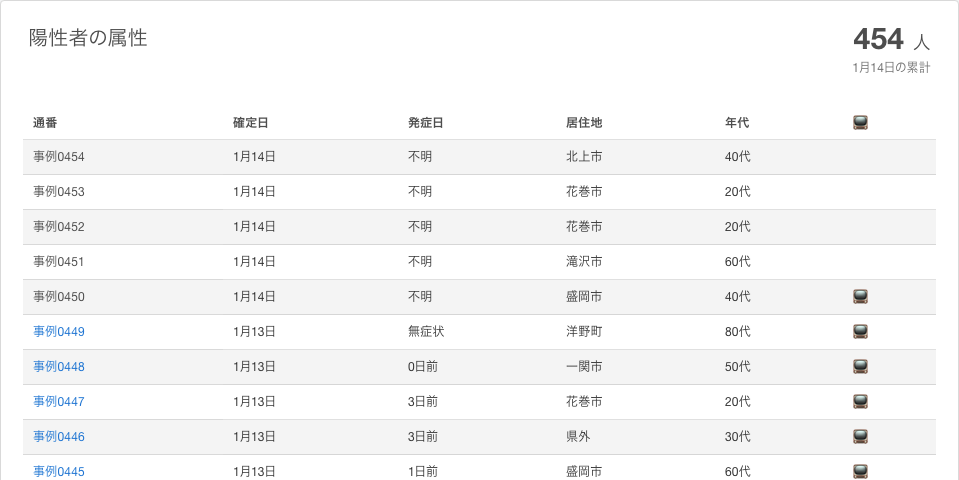 陽性者の属性
454 人
1月14日の累計
通番 確定日 発症日 居住地 年代
事例0454 1月14日 不明 北上市 40代
事例0453 1月14日 不明 花巻市 20代
事例0452 1月14日 不明 花巻市 20代
事例0451 1月14日 不明 滝沢市 60代
事例0450 1月14日 不明 盛岡市 40代
事例0449 1月13日 無症状 洋野町 80代
事例0448 1月13日 0日前 一関市 50代
事例0447 1月13日 3日前 花巻市 20代
事例0446 1月13日 3日前 県外 30代
事例0445 1月13日 1日前 盛岡市 60代